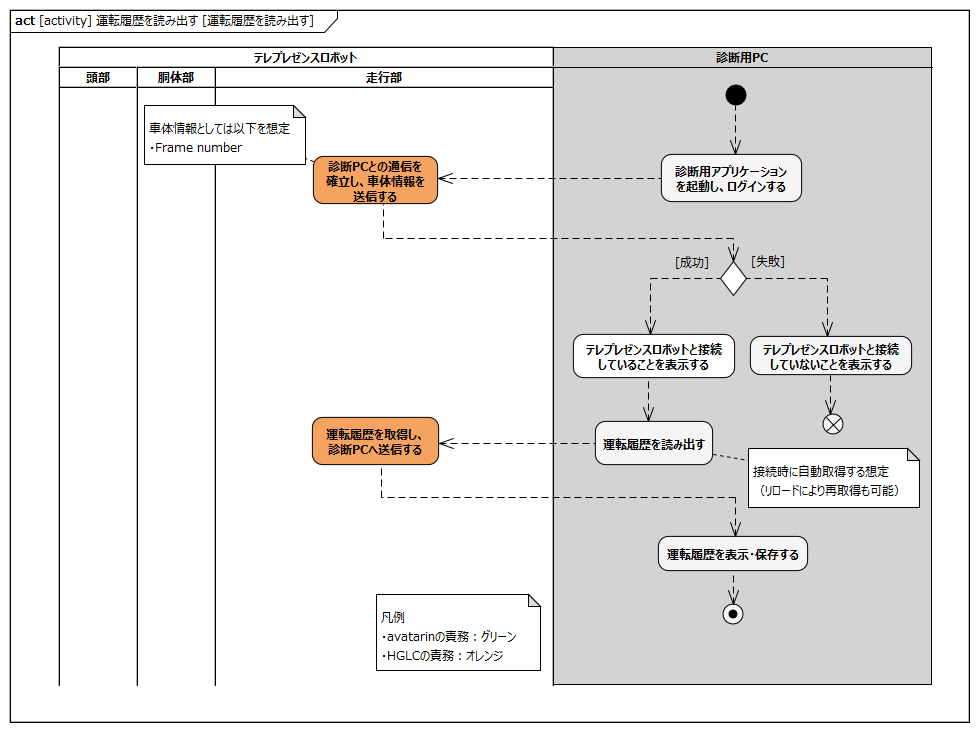 act [activity] 運転履歴を読み出す [運転履歴を読み出す]
テレプレゼンスロボット
診断用PC
頭部
胴体部
走行部
車体情報としては以下を想定
・Frame number
診断PCとの通信を
確立し、車体情報を
送信する
診断用アプリケーション
を起動し、ログインする
[成功]
[失敗]
テレプレゼンスロボットと接続
していることを表示する
テレプレゼンスロボットと接続
していないことを表示する
運転履歴を取得し、
診断PCへ送信する
運転履歴を読み出す
接続時に自動取得する想定
（リロードにより再取得も可能）
運転履歴を表示・保存する
凡例
・avatarinの責務：グリーン
・HGLCの責務：オレンジ